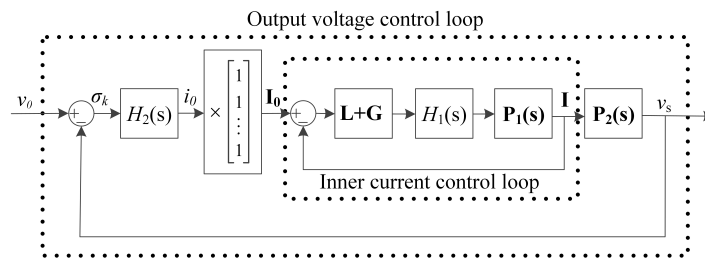 Output voltage control loop
v₀ + − σₖ H₂(s) i₀ × [1 1 ⋮ 1] I₀ + − L+G H₁(s) P₁(s) I P₂(s) vₛ
Inner current control loop